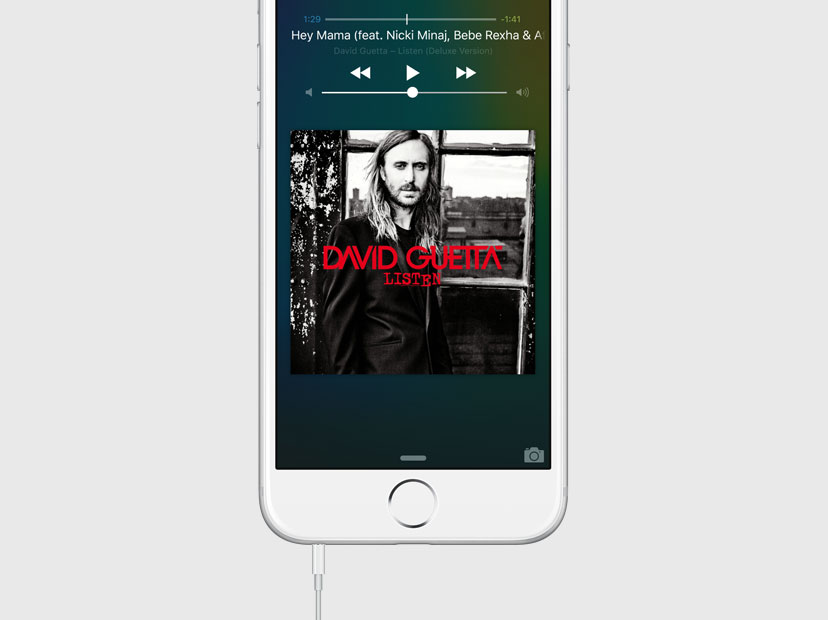 1:29 -1:41
Hey Mama (feat. Nicki Minaj, Bebe Rexha & Af
David Guetta – Listen (Deluxe Version)
DAVID GUETTA
LISTEN